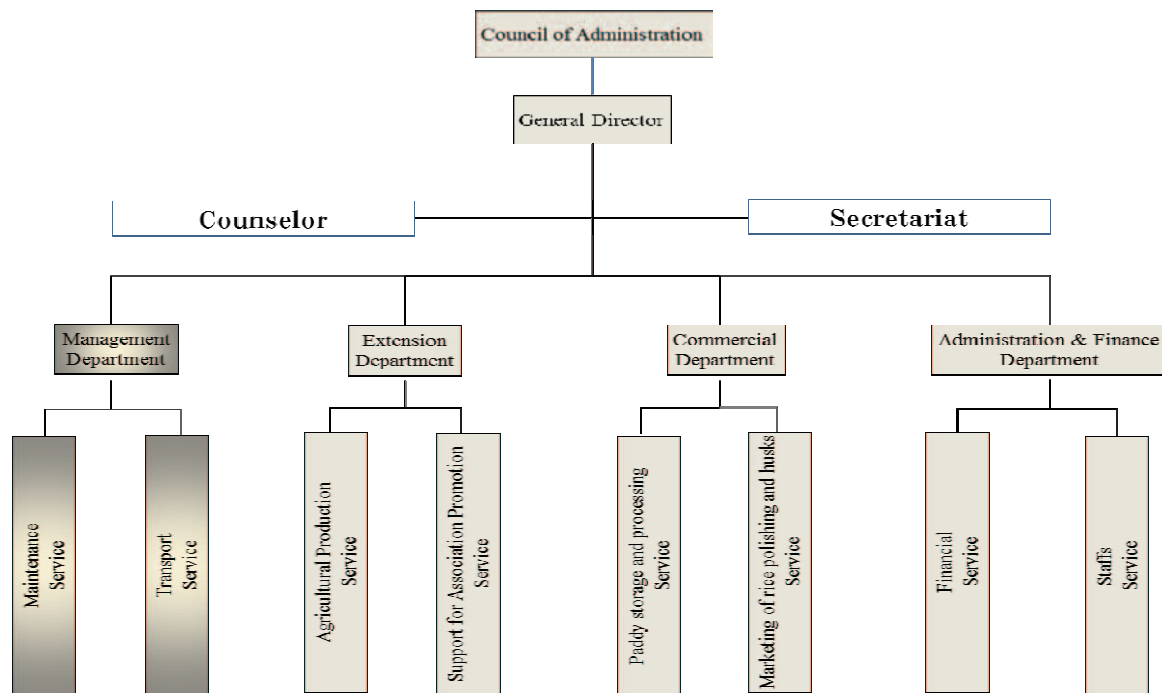 Council of Administration
General Director
Counselor
Secretariat
Management
Department
Extension
Department
Commercial
Department
Administration & Finance
Department
Maintenance
Service
Transport
Service
Agricultural Production
Service
Support for Association Promotion
Service
Paddy storage and processing
Service
Marketing of rice polishing and husks
Service
Financial
Service
Staffs
Service